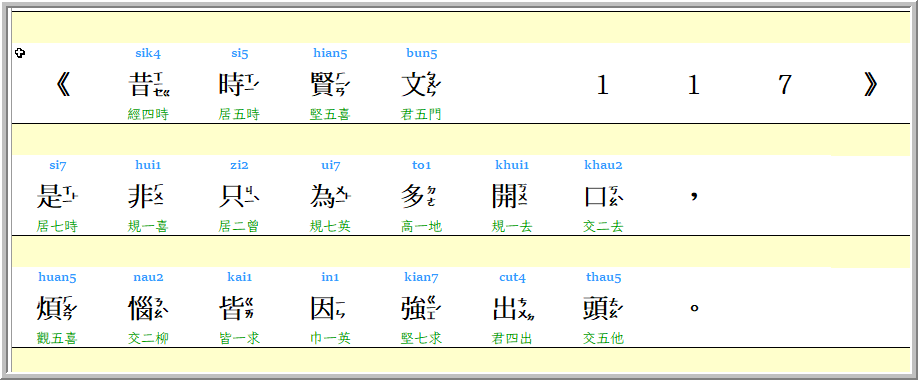 sik4 si5 hian5 bun5
《 昔 時 賢 文 1 1 7 》
經四時 居五時 堅五喜 君五門
si7 hui1 zi2 ui7 to1 khui1 khau2
是 非 只 為 多 開 口 ，
居七時 規一喜 居二曾 規七英 高一地 規一去 交二去
huan5 nau2 kai1 in1 kian7 cut4 thau5
煩 惱 皆 因 強 出 頭 。
觀五喜 交二柳 皆一求 巾一英 堅七求 君四出 交五他